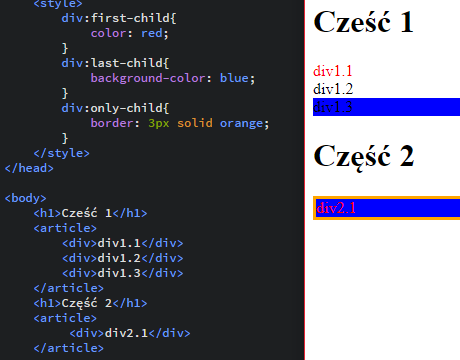 <style>
div:first-child{
color: red;
}
div:last-child{
background-color: blue;
}
div:only-child{
border: 3px solid orange;
}
</style>
</head>
<body>
<h1>Cześć 1</h1>
<article>
<div>div1.1</div>
<div>div1.2</div>
<div>div1.3</div>
</article>
<h1>Część 2</h1>
<article>
<div>div2.1</div>
</article>
Cześć 1
div1.1
div1.2
div1.3
Część 2
div2.1